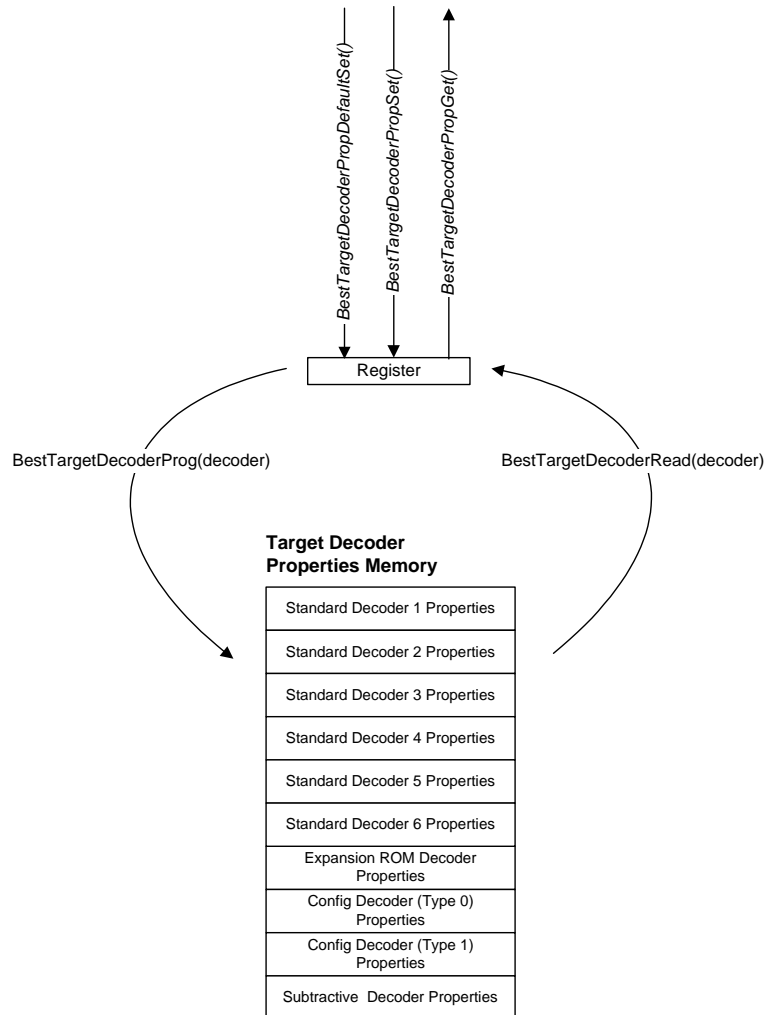 BestTargetDecoderPropDefaultSet()
BestTargetDecoderPropSet()
BestTargetDecoderPropGet()
Register
BestTargetDecoderProg(decoder)
BestTargetDecoderRead(decoder)
Target Decoder
Properties Memory
Standard Decoder 1 Properties
Standard Decoder 2 Properties
Standard Decoder 3 Properties
Standard Decoder 4 Properties
Standard Decoder 5 Properties
Standard Decoder 6 Properties
Expansion ROM Decoder
Properties
Config Decoder (Type 0)
Properties
Config Decoder (Type 1)
Properties
Subtractive Decoder Properties